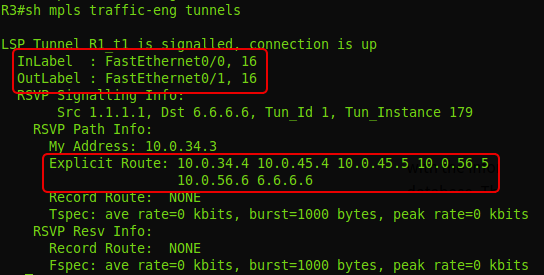 R3#sh mpls traffic-eng tunnels
LSP Tunnel R1_t1 is signalled, connection is up
InLabel  : FastEthernet0/0, 16
OutLabel : FastEthernet0/1, 16
RSVP Signalling Info:
Src 1.1.1.1, Dst 6.6.6.6, Tun_Id 1, Tun_Instance 179
RSVP Path Info:
My Address: 10.0.34.3
Explicit Route: 10.0.34.4 10.0.45.4 10.0.45.5 10.0.56.5
10.0.56.6 6.6.6.6
Record Route:  NONE
Tspec: ave rate=0 kbits, burst=1000 bytes, peak rate=0 kbits
RSVP Resv Info:
Record Route:  NONE
Fspec: ave rate=0 kbits, burst=1000 bytes, peak rate=0 kbits